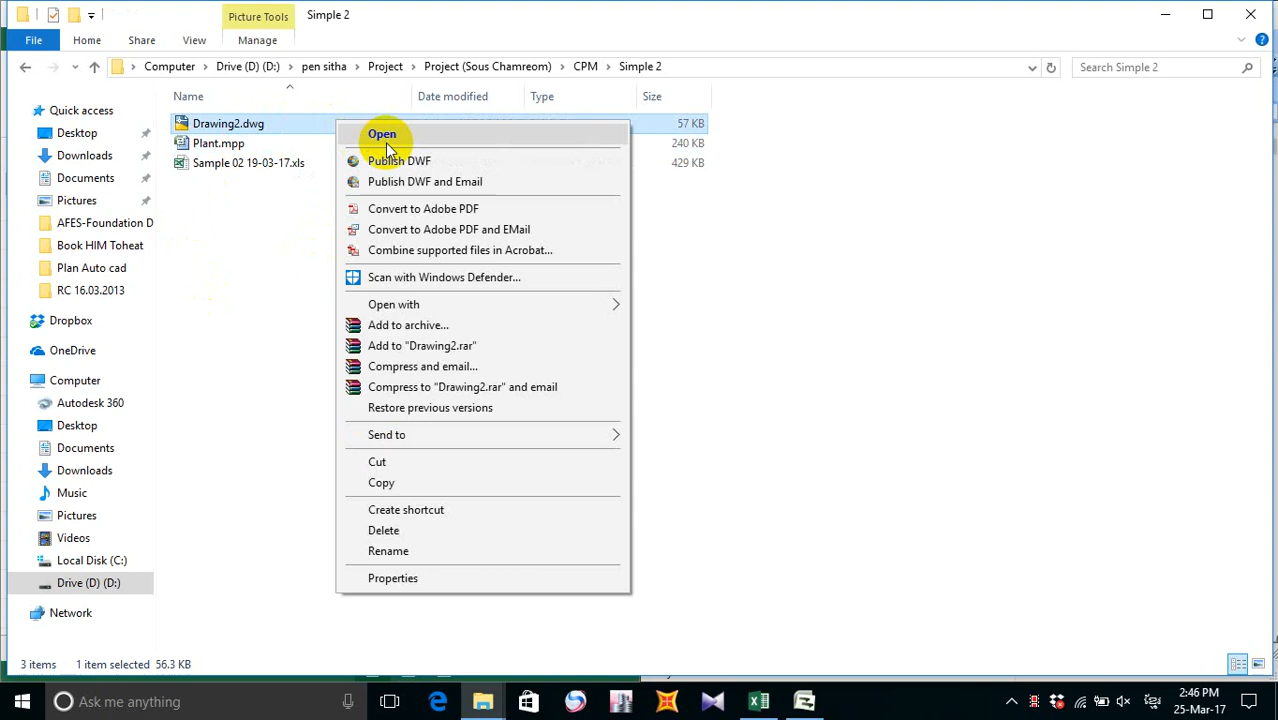 Picture Tools
Simple 2
File
Home
Share
View
Manage
Computer
Drive (D) (D:)
pen sitha
Project
Project (Sous Chamreom)
CPM
Simple 2
Search Simple 2
Name
Date modified
Type
Size
Quick access
Desktop
Downloads
Documents
Pictures
AFES-Foundation D
Book HIM Toheat
Plan Auto cad
RC 16.03.2013
Dropbox
OneDrive
Computer
Autodesk 360
Desktop
Documents
Downloads
Music
Pictures
Videos
Local Disk (C:)
Drive (D) (D:)
Network
Drawing2.dwg
57 KB
Plant.mpp
240 KB
Sample 02 19-03-17.xls
429 KB
Open
Publish DWF
Publish DWF and Email
Convert to Adobe PDF
Convert to Adobe PDF and EMail
Combine supported files in Acrobat...
Scan with Windows Defender...
Open with
Add to archive...
Add to "Drawing2.rar"
Compress and email...
Compress to "Drawing2.rar" and email
Restore previous versions
Send to
Cut
Copy
Create shortcut
Delete
Rename
Properties
3 items
1 item selected 56.3 KB
Ask me anything
2:46 PM
25-Mar-17